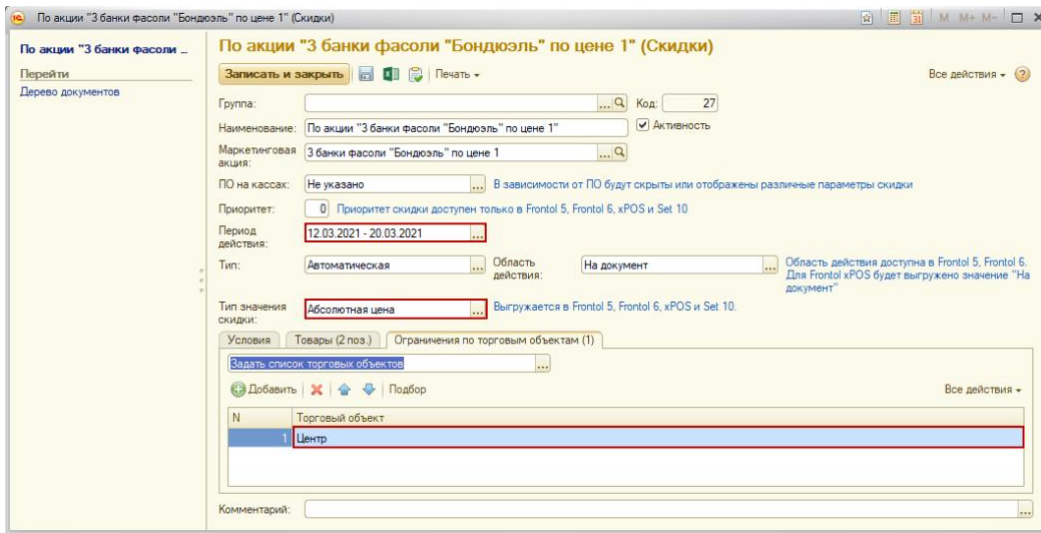 По акции "3 банки фасоли "Бондюэль" по цене 1" (Скидки)
M M+ M-
По акции "3 банки фасоли ...
Перейти
Дерево документов
По акции "3 банки фасоли "Бондюэль" по цене 1" (Скидки)
Записать и закрыть Печать Все действия
Группа: ... Код: 27
Наименование: По акции "3 банки фасоли "Бондюэль" по цене 1" Активность
Маркетинговая акция: 3 банки фасоли "Бондюэль" по цене 1 ...
ПО на кассах: Не указано ... В зависимости от ПО будут скрыты или отображены различные параметры скидки
Приоритет: 0 Приоритет скидки доступен только в Frontol 5, Frontol 6, xPOS и Set 10
Период действия: 12.03.2021 - 20.03.2021 ...
Тип: Автоматическая ... Область действия: На документ ... Область действия доступна в Frontol 5, Frontol 6.
Для Frontol xPOS будет выгружено значение "На
документ"
Тип значения скидки: Абсолютная цена ... Выгружается в Frontol 5, Frontol 6, xPOS и Set 10.
Условия Товары (2 поз.) Ограничения по торговым объектам (1)
Задать список торговых объектов ...
Добавить Подбор Все действия
N Торговый объект
1 Центр
Комментарий: ...